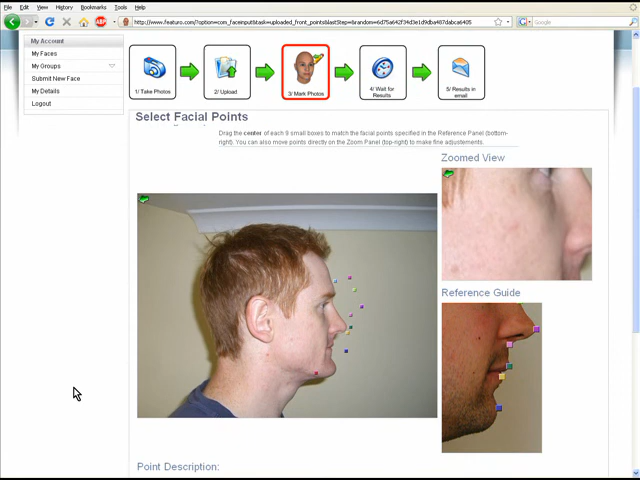 File Edit View History Bookmarks Tools Help
ABP
http://www.featuro.com/?option=com_faceinput&task=uploaded_front_points&lastStep=&random=6d75a642f34d3e1d9dba487dabca6405
Google
My Account
My Faces
My Groups
Submit New Face
My Details
Logout
1/ Take Photos
2/ Upload
3/ Mark Photos
4/ Wait for Results
5/ Results in email
Select Facial Points
Drag the center of each 9 small boxes to match the facial points specified in the Reference Panel (bottom-
right). You can also move points directly on the Zoom Panel (top-right) to make fine adjustements.
Zoomed View
Reference Guide
Point Description: